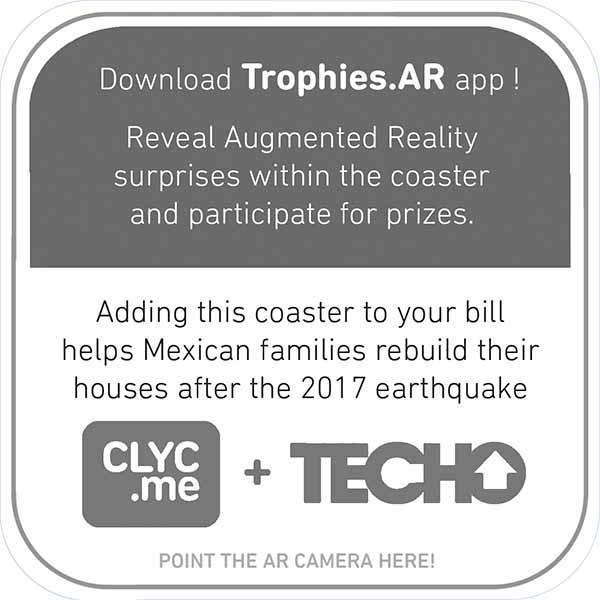 Download Trophies.AR app !
Reveal Augmented Reality
surprises within the coaster
and participate for prizes.
Adding this coaster to your bill
helps Mexican families rebuild their
houses after the 2017 earthquake
CLYC
.me
+ TECHO
POINT THE AR CAMERA HERE!